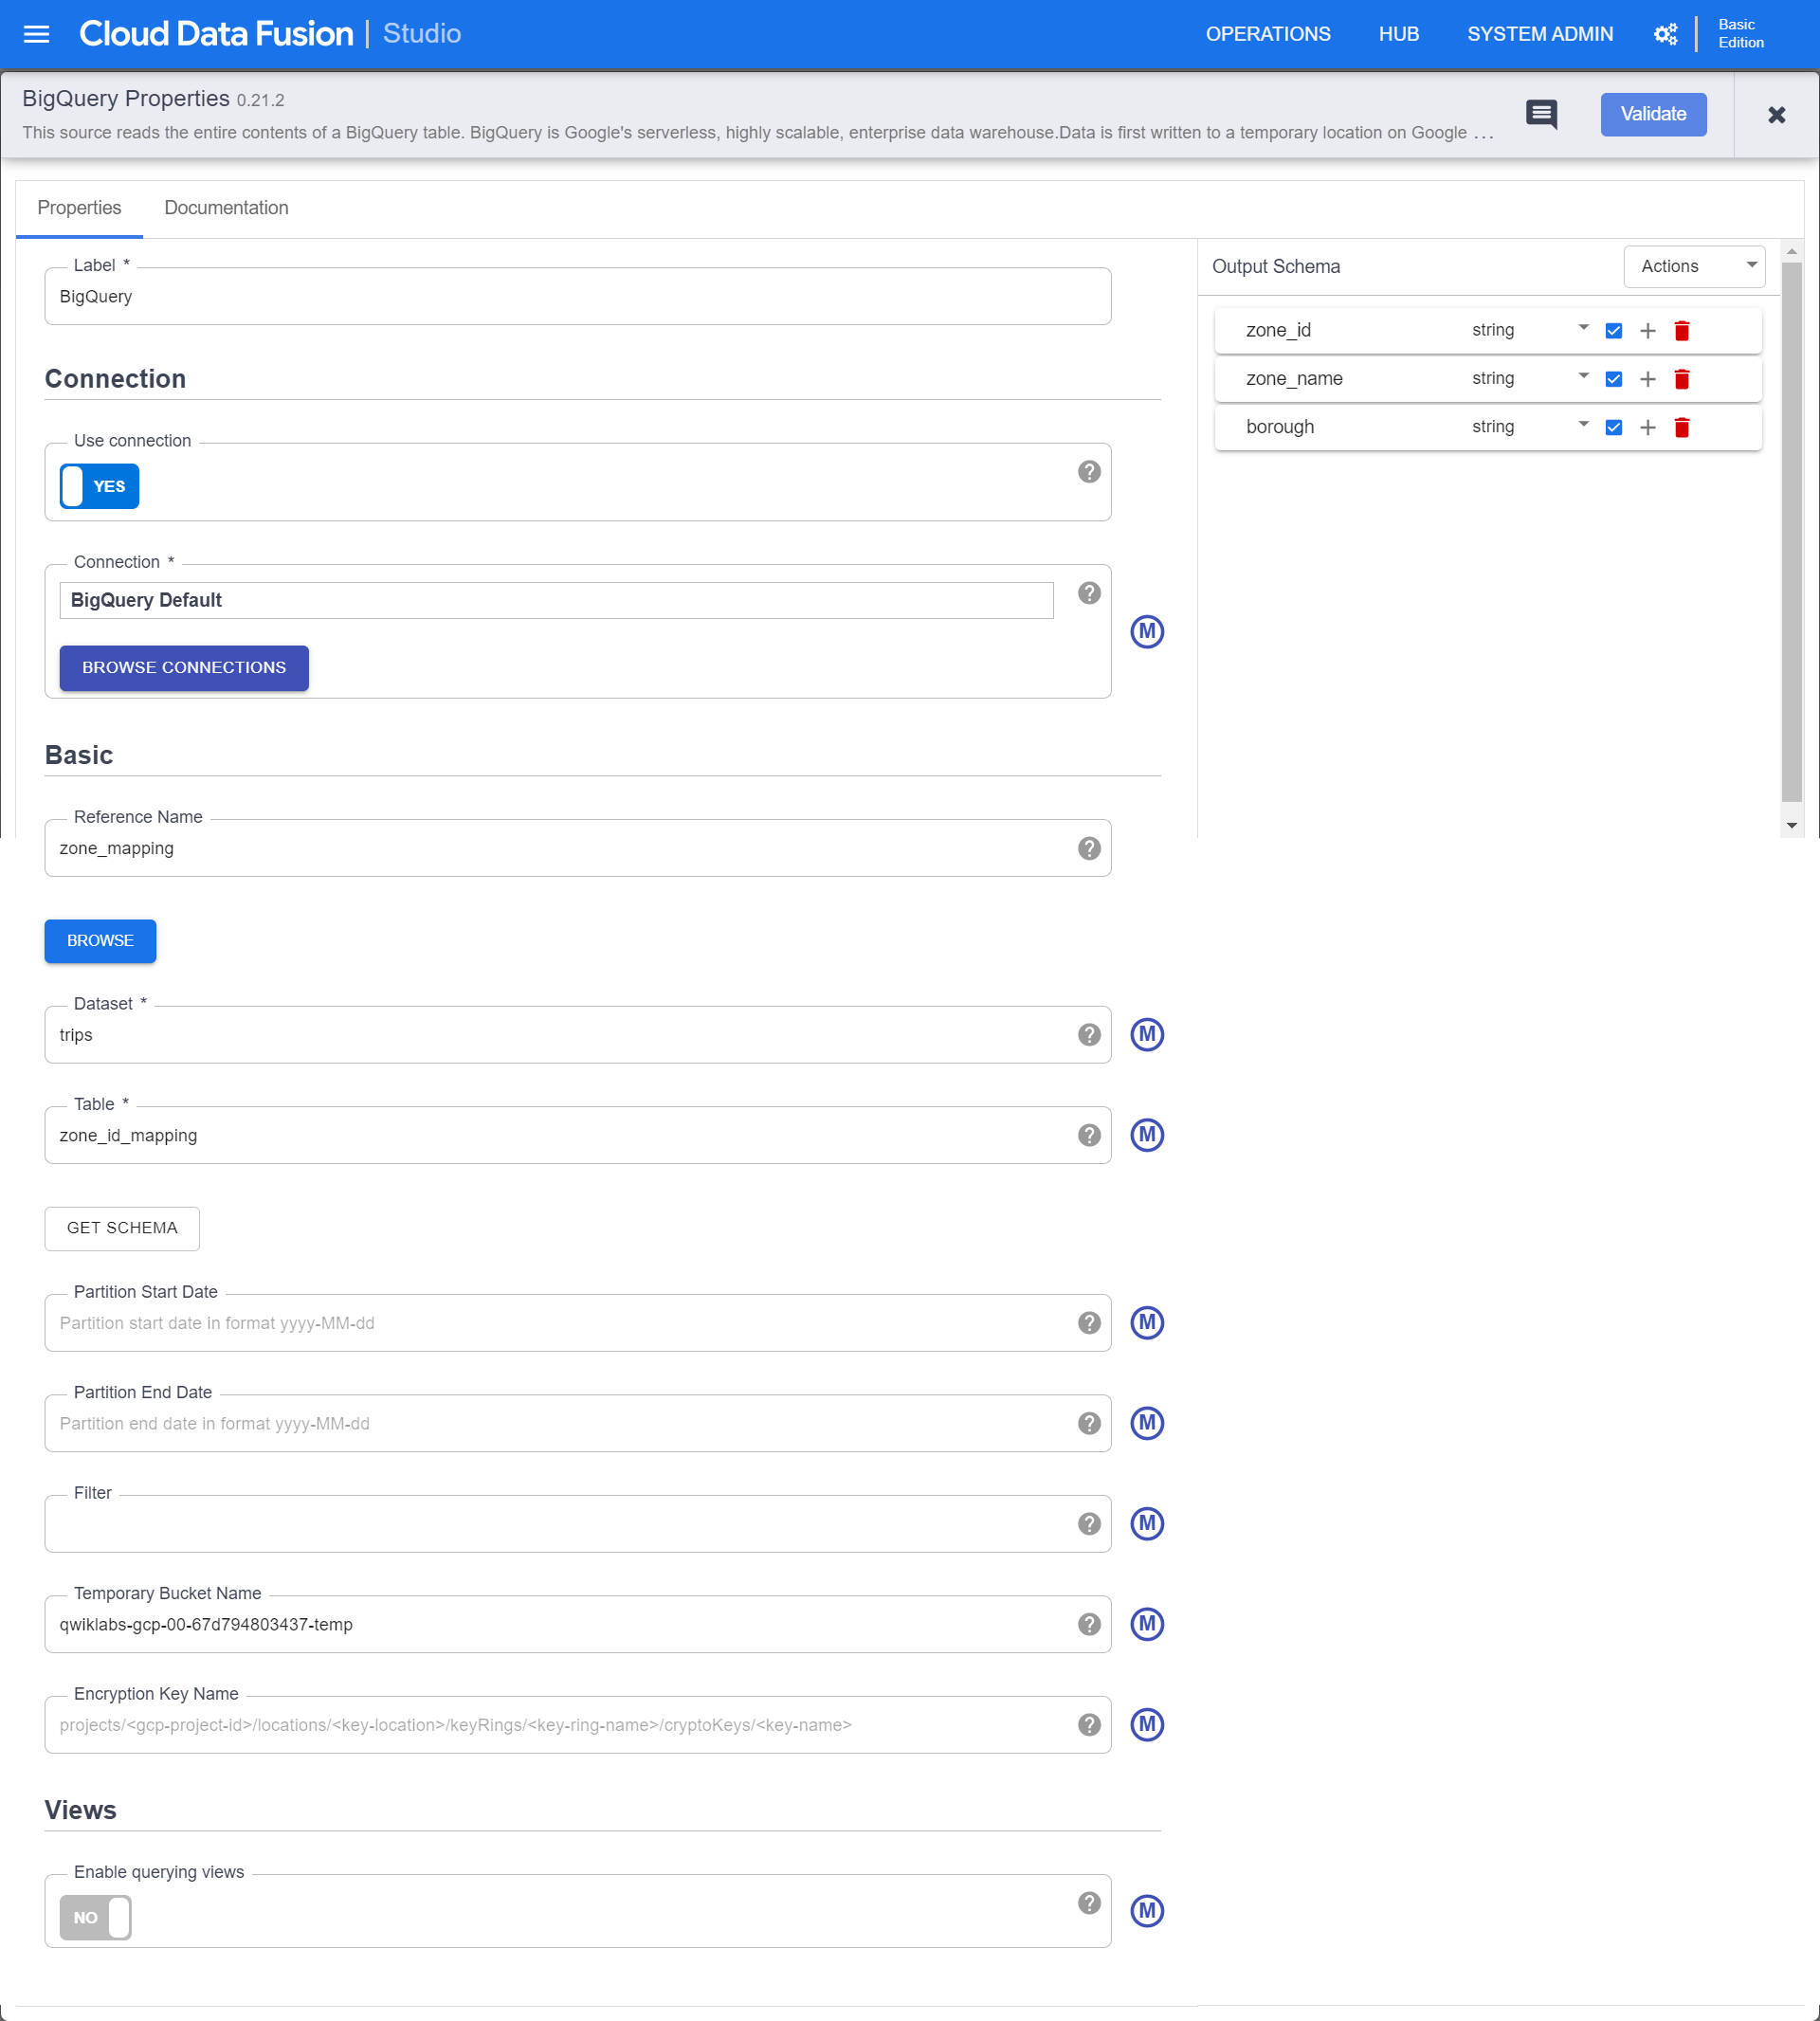 Cloud Data Fusion | Studio
OPERATIONS HUB SYSTEM ADMIN Basic Edition
BigQuery Properties 0.21.2
This source reads the entire contents of a BigQuery table. BigQuery is Google's serverless, highly scalable, enterprise data warehouse.Data is first written to a temporary location on Google ...
Validate
Properties Documentation
Label *
BigQuery
Connection
Use connection
YES
Connection *
BigQuery Default
BROWSE CONNECTIONS
M
Basic
Reference Name
zone_mapping
BROWSE
Dataset *
trips
M
Table *
zone_id_mapping
M
GET SCHEMA
Partition Start Date
Partition start date in format yyyy-MM-dd
M
Partition End Date
Partition end date in format yyyy-MM-dd
M
Filter
M
Temporary Bucket Name
qwiklabs-gcp-00-67d794803437-temp
M
Encryption Key Name
projects/<gcp-project-id>/locations/<key-location>/keyRings/<key-ring-name>/cryptoKeys/<key-name>
M
Views
Enable querying views
NO
M
Output Schema Actions
zone_id string
zone_name string
borough string